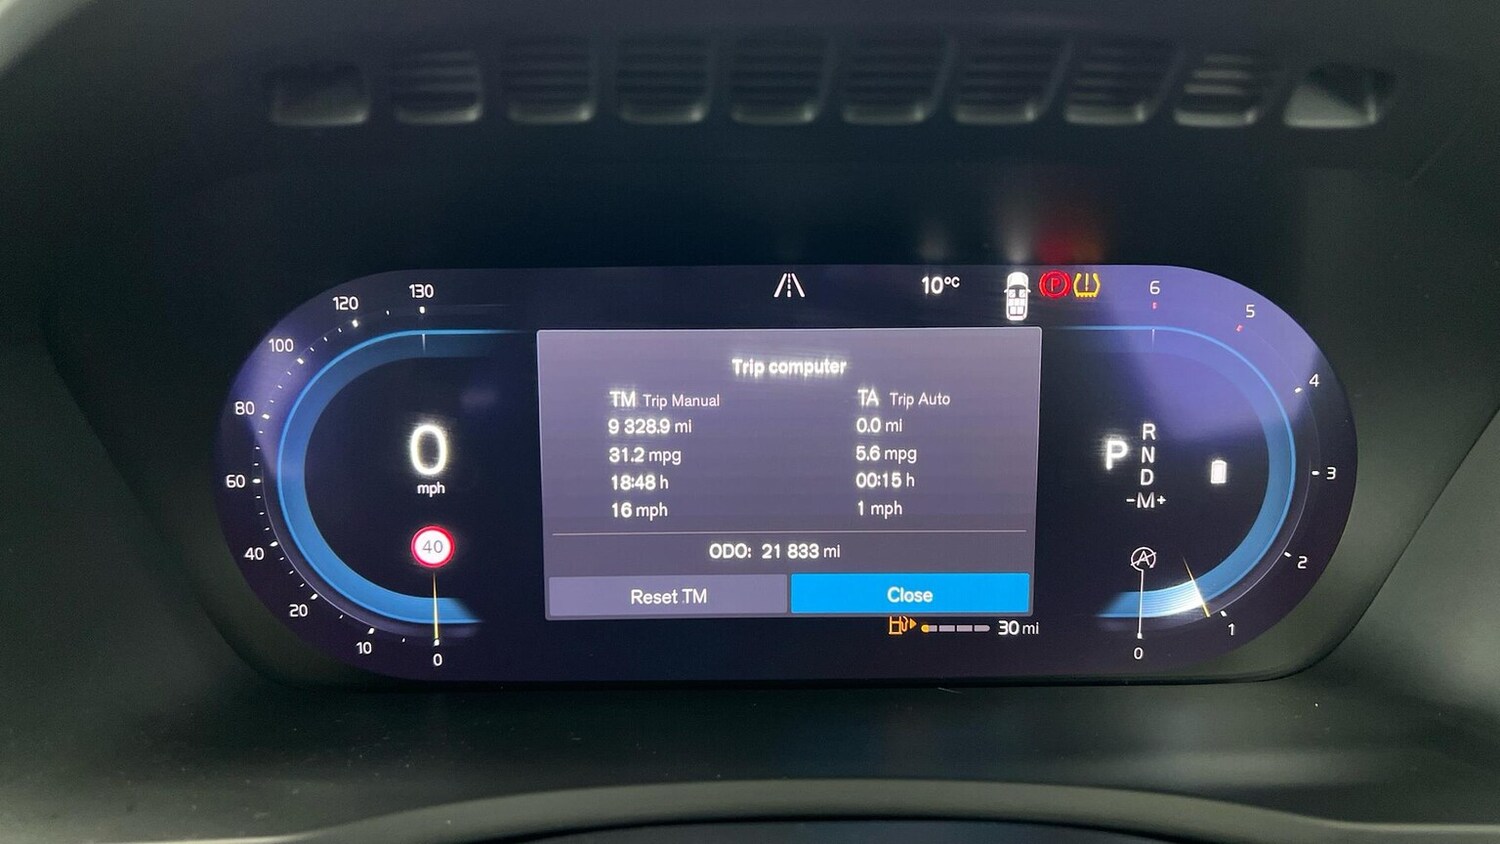 130
120
100
80
60
40
20
10
0
0
mph
40
10°C
P
Trip computer
TM Trip Manual
9 328.9 mi
31.2 mpg
18:48 h
16 mph
TA Trip Auto
0.0 mi
5.6 mpg
00:15 h
1 mph
ODO: 21 833 mi
Reset TM
Close
30 mi
P
R
N
D
-M+
A
6
5
4
3
2
1
0